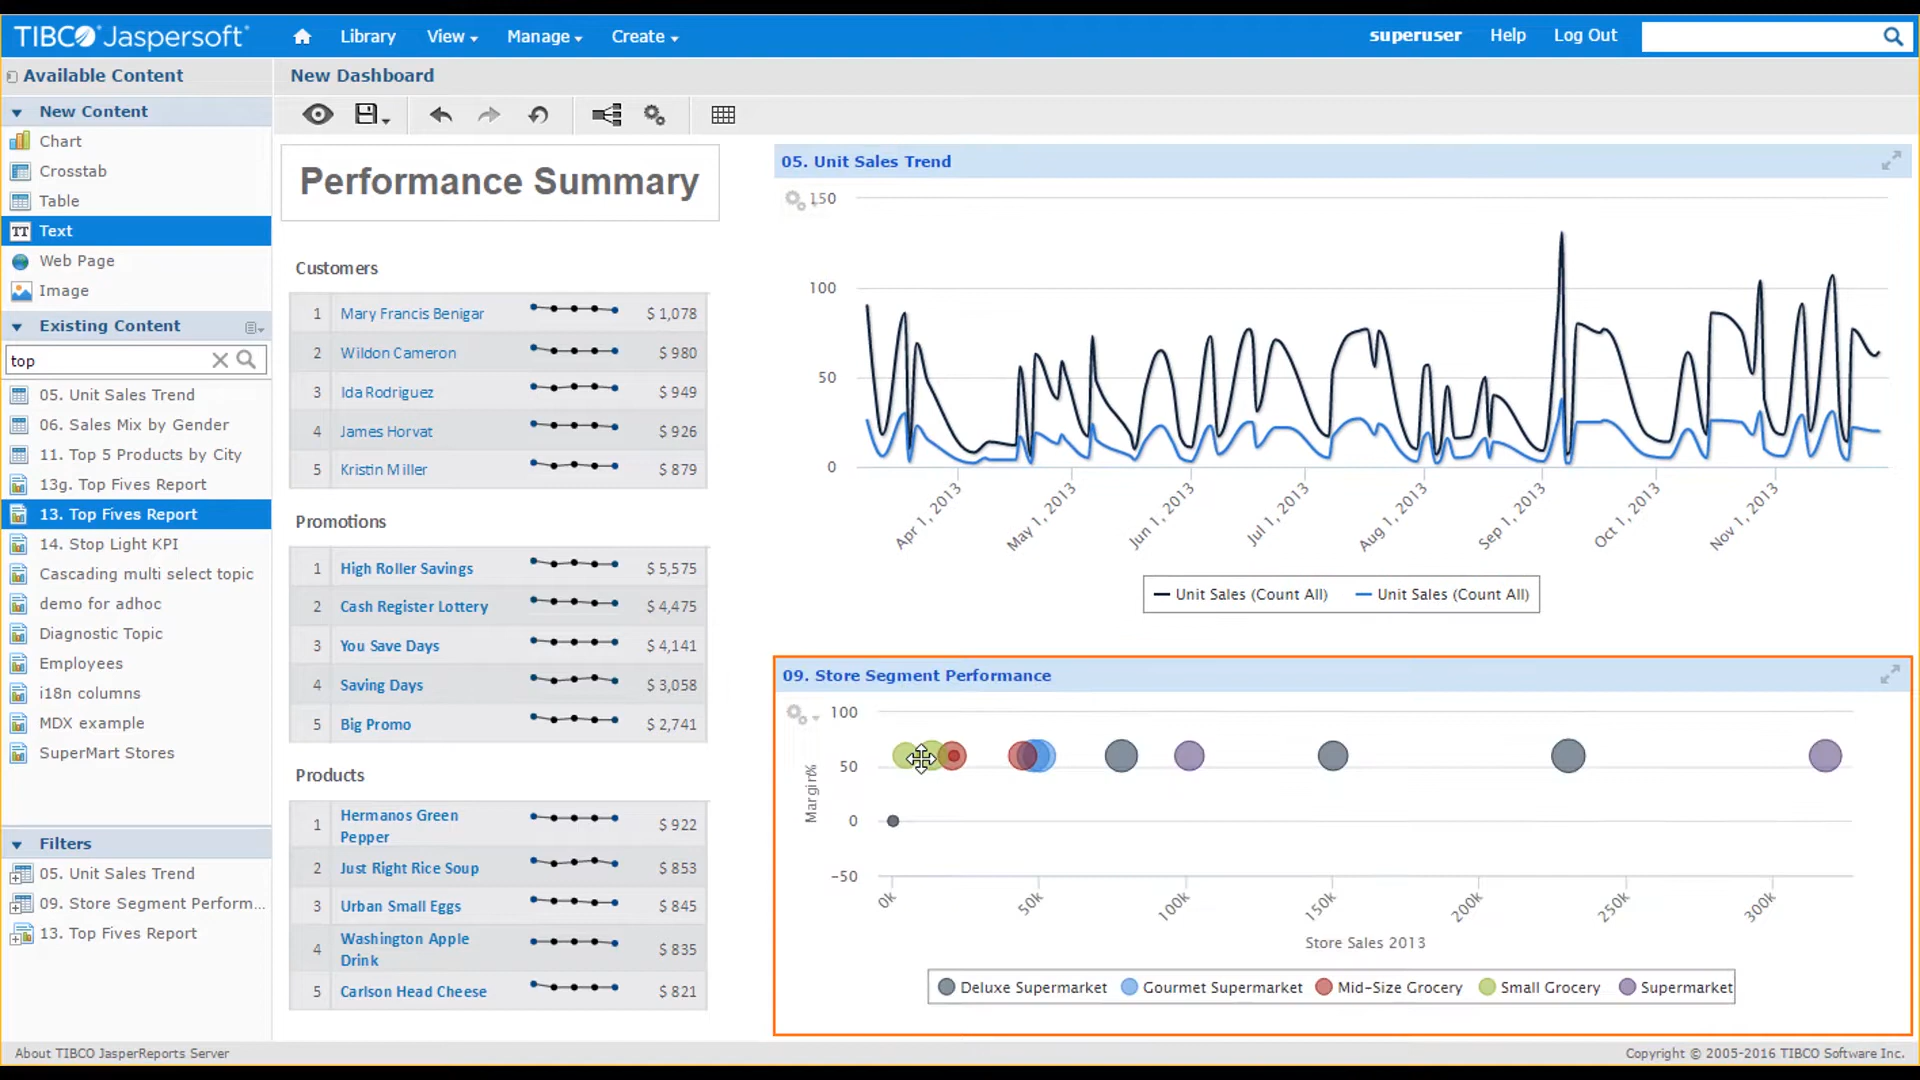 TIBCO Jaspersoft
Library
View
Manage
Create
superuser
Help
Log Out
Available Content
New Dashboard
New Content
Chart
Crosstab
Table
TT Text
Web Page
Image
Existing Content
top
05. Unit Sales Trend
06. Sales Mix by Gender
11. Top 5 Products by City
13g. Top Fives Report
13. Top Fives Report
14. Stop Light KPI
Cascading multi select topic
demo for adhoc
Diagnostic Topic
Employees
i18n columns
MDX example
SuperMart Stores
Filters
05. Unit Sales Trend
09. Store Segment Perform...
13. Top Fives Report
Performance Summary
Customers
1 Mary Francis Benigar $ 1,078
2 Wildon Cameron $ 980
3 Ida Rodriguez $ 949
4 James Horvat $ 926
5 Kristin Miller $ 879
Promotions
1 High Roller Savings $ 5,575
2 Cash Register Lottery $ 4,475
3 You Save Days $ 4,141
4 Saving Days $ 3,058
5 Big Promo $ 2,741
Products
1 Hermanos Green
Pepper $ 922
2 Just Right Rice Soup $ 853
3 Urban Small Eggs $ 845
4 Washington Apple
Drink $ 835
5 Carlson Head Cheese $ 821
05. Unit Sales Trend
150
100
50
0
Apr 1, 2013
May 1, 2013
Jun 1, 2013
Jul 1, 2013
Aug 1, 2013
Sep 1, 2013
Oct 1, 2013
Nov 1, 2013
Unit Sales (Count All)
Unit Sales (Count All)
09. Store Segment Performance
100
50
0
-50
Margin%
0k
50k
100k
150k
200k
250k
300k
Store Sales 2013
Deluxe Supermarket
Gourmet Supermarket
Mid-Size Grocery
Small Grocery
Supermarket
About TIBCO JasperReports Server
Copyright © 2005-2016 TIBCO Software Inc.